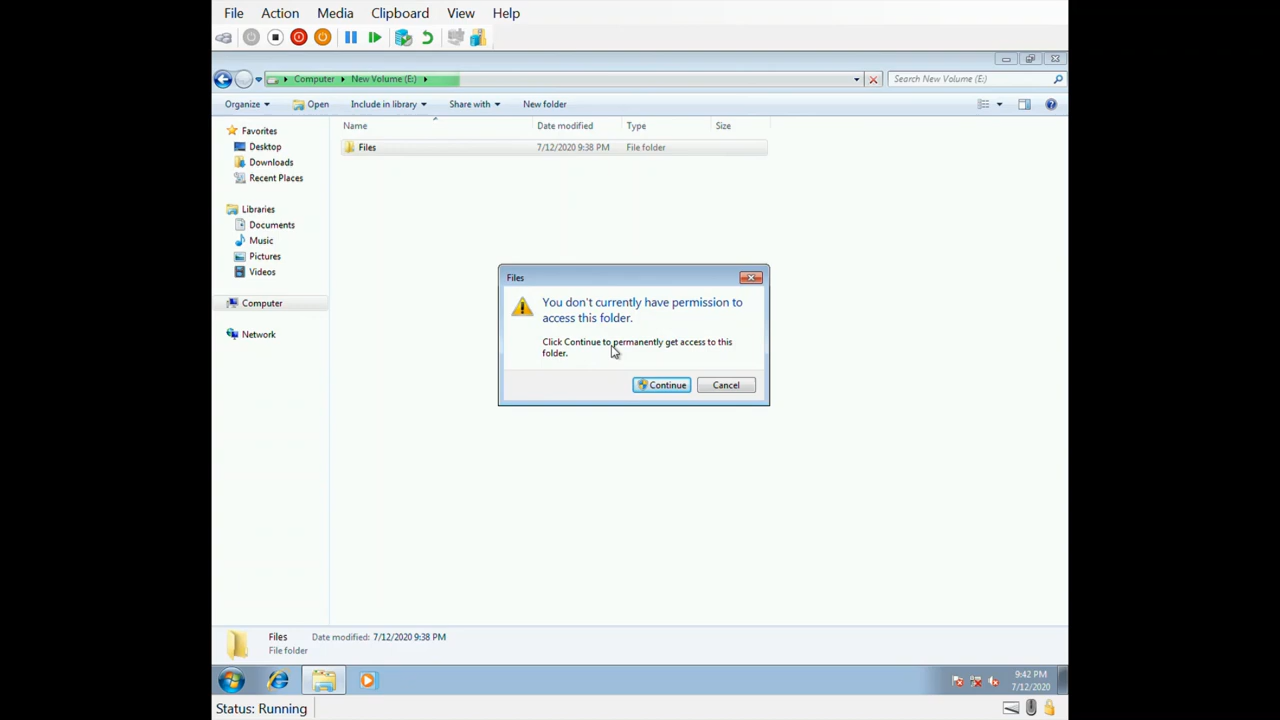 File Action Media Clipboard View Help
Computer New Volume (E:) Search New Volume (E:)
Organize Open Include in library Share with New folder
Name Date modified Type Size
Favorites
Desktop
Downloads
Recent Places
Libraries
Documents
Music
Pictures
Videos
Computer
Network
Files 7/12/2020 9:38 PM File folder
Files
You don't currently have permission to
access this folder.
Click Continue to permanently get access to this
folder.
Continue Cancel
Files Date modified: 7/12/2020 9:38 PM
File folder
9:42 PM
7/12/2020
Status: Running